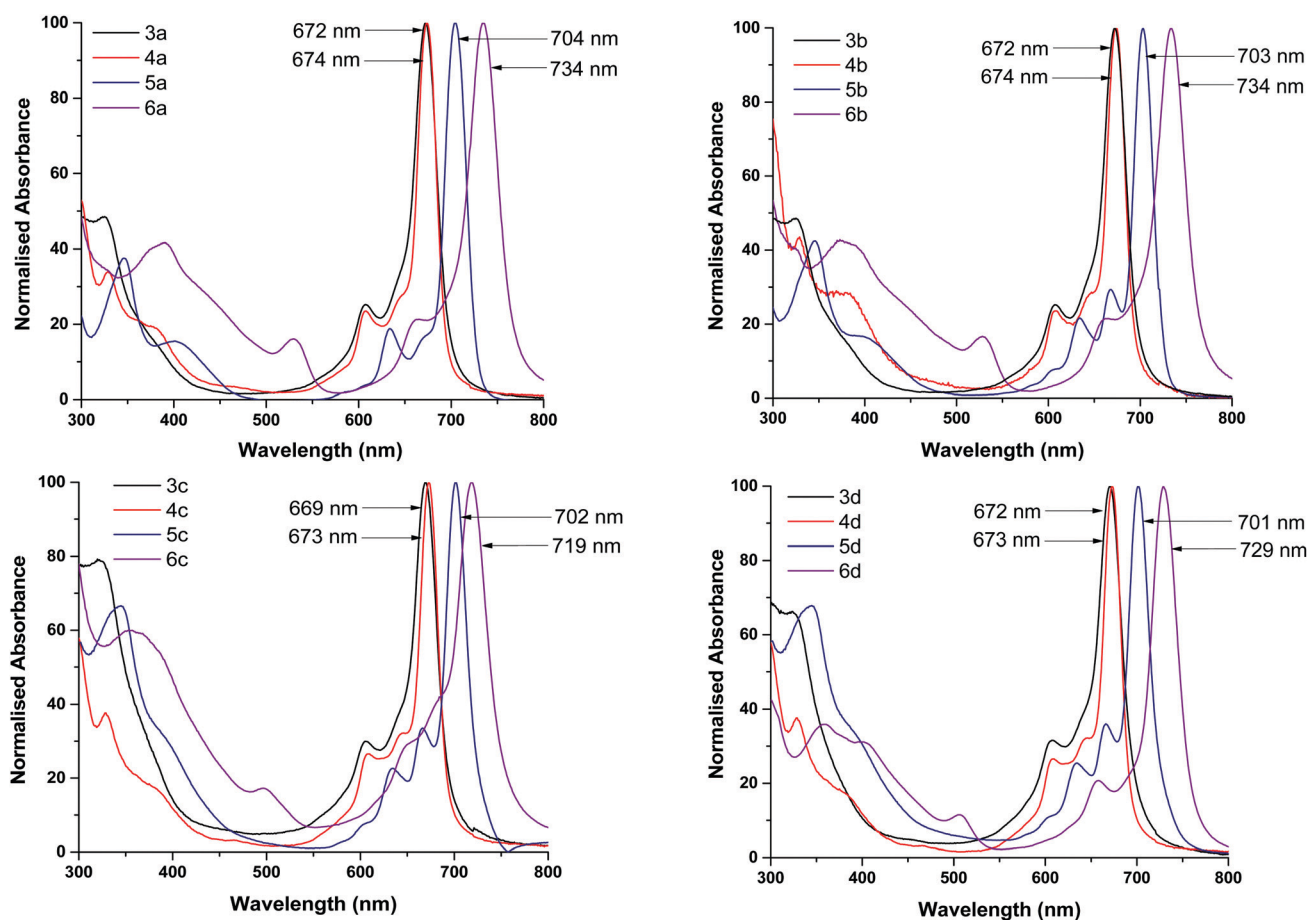 100
80
60
40
20
0
Normalised Absorbance
3a
4a
5a
6a
672 nm
674 nm
704 nm
734 nm
300 400 500 600 700 800
Wavelength (nm)
100
80
60
40
20
0
Normalised Absorbance
3b
4b
5b
6b
672 nm
674 nm
703 nm
734 nm
300 400 500 600 700 800
Wavelength (nm)
100
80
60
40
20
0
Normalised Absorbance
3c
4c
5c
6c
669 nm
673 nm
702 nm
719 nm
300 400 500 600 700 800
Wavelength (nm)
100
80
60
40
20
0
Normalised Absorbance
3d
4d
5d
6d
672 nm
673 nm
701 nm
729 nm
300 400 500 600 700 800
Wavelength (nm)